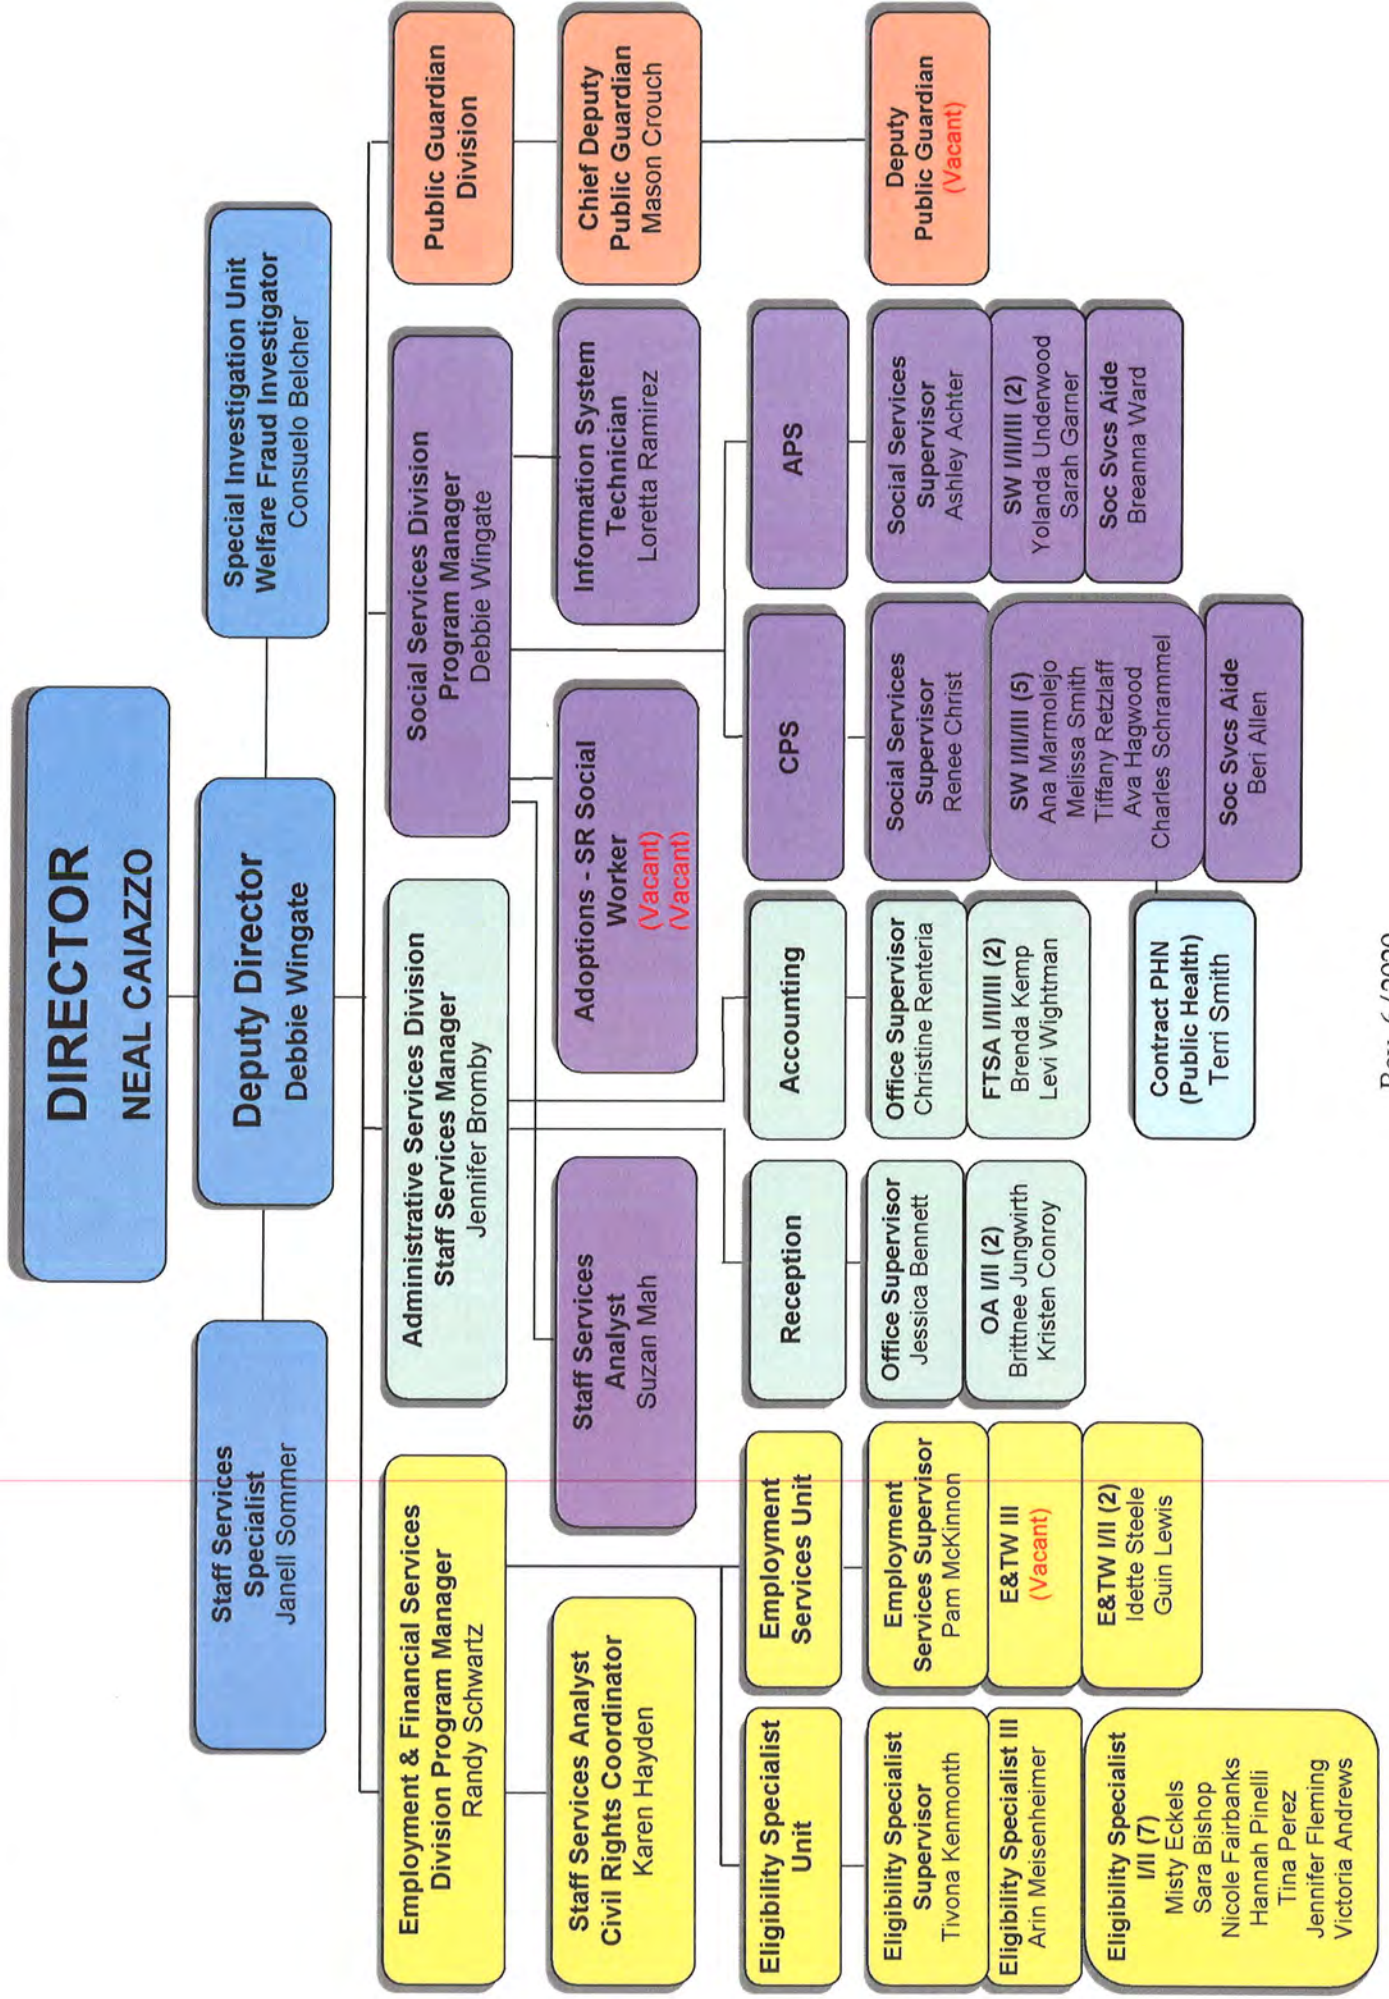 DIRECTOR
NEAL CAIAZZO
Staff Services
Specialist
Janell Sommer
Deputy Director
Debbie Wingate
Special Investigation Unit
Welfare Fraud Investigator
Consuelo Belcher
Employment & Financial Services
Division Program Manager
Randy Schwartz
Administrative Services Division
Staff Services Manager
Jennifer Bromby
Social Services Division
Program Manager
Debbie Wingate
Public Guardian
Division
Staff Services Analyst
Civil Rights Coordinator
Karen Hayden
Staff Services
Analyst
Suzan Mah
Adoptions - SR Social
Worker
(Vacant)
(Vacant)
Information System
Technician
Loretta Ramirez
Chief Deputy
Public Guardian
Mason Crouch
Eligibility Specialist
Unit
Employment
Services Unit
Reception
Accounting
CPS
APS
Eligibility Specialist
Supervisor
Tivona Kenmonth
Eligibility Specialist III
Arin Meisenheimer
Eligibility Specialist
I/II (7)
Misty Eckels
Sara Bishop
Nicole Fairbanks
Hannah Pinelli
Tina Perez
Jennifer Fleming
Victoria Andrews
Employment
Services Supervisor
Pam McKinnon
E&TW III
(Vacant)
E&TW I/II (2)
Idette Steele
Guin Lewis
Office Supervisor
Jessica Bennett
OA I/II (2)
Brittnee Jungwirth
Kristen Conroy
Office Supervisor
Christine Renteria
FTSA I/II/III (2)
Brenda Kemp
Levi Wightman
Contract PHN
(Public Health)
Terri Smith
Social Services
Supervisor
Renee Christ
SW I/II/III (5)
Ana Marmolejo
Melissa Smith
Tiffany Retzlaff
Ava Hagwood
Charles Schrammel
Soc Svcs Aide
Beri Allen
Social Services
Supervisor
Ashley Achter
SW I/II/III (2)
Yolanda Underwood
Sarah Garner
Soc Svcs Aide
Breanna Ward
Deputy
Public Guardian
(Vacant)